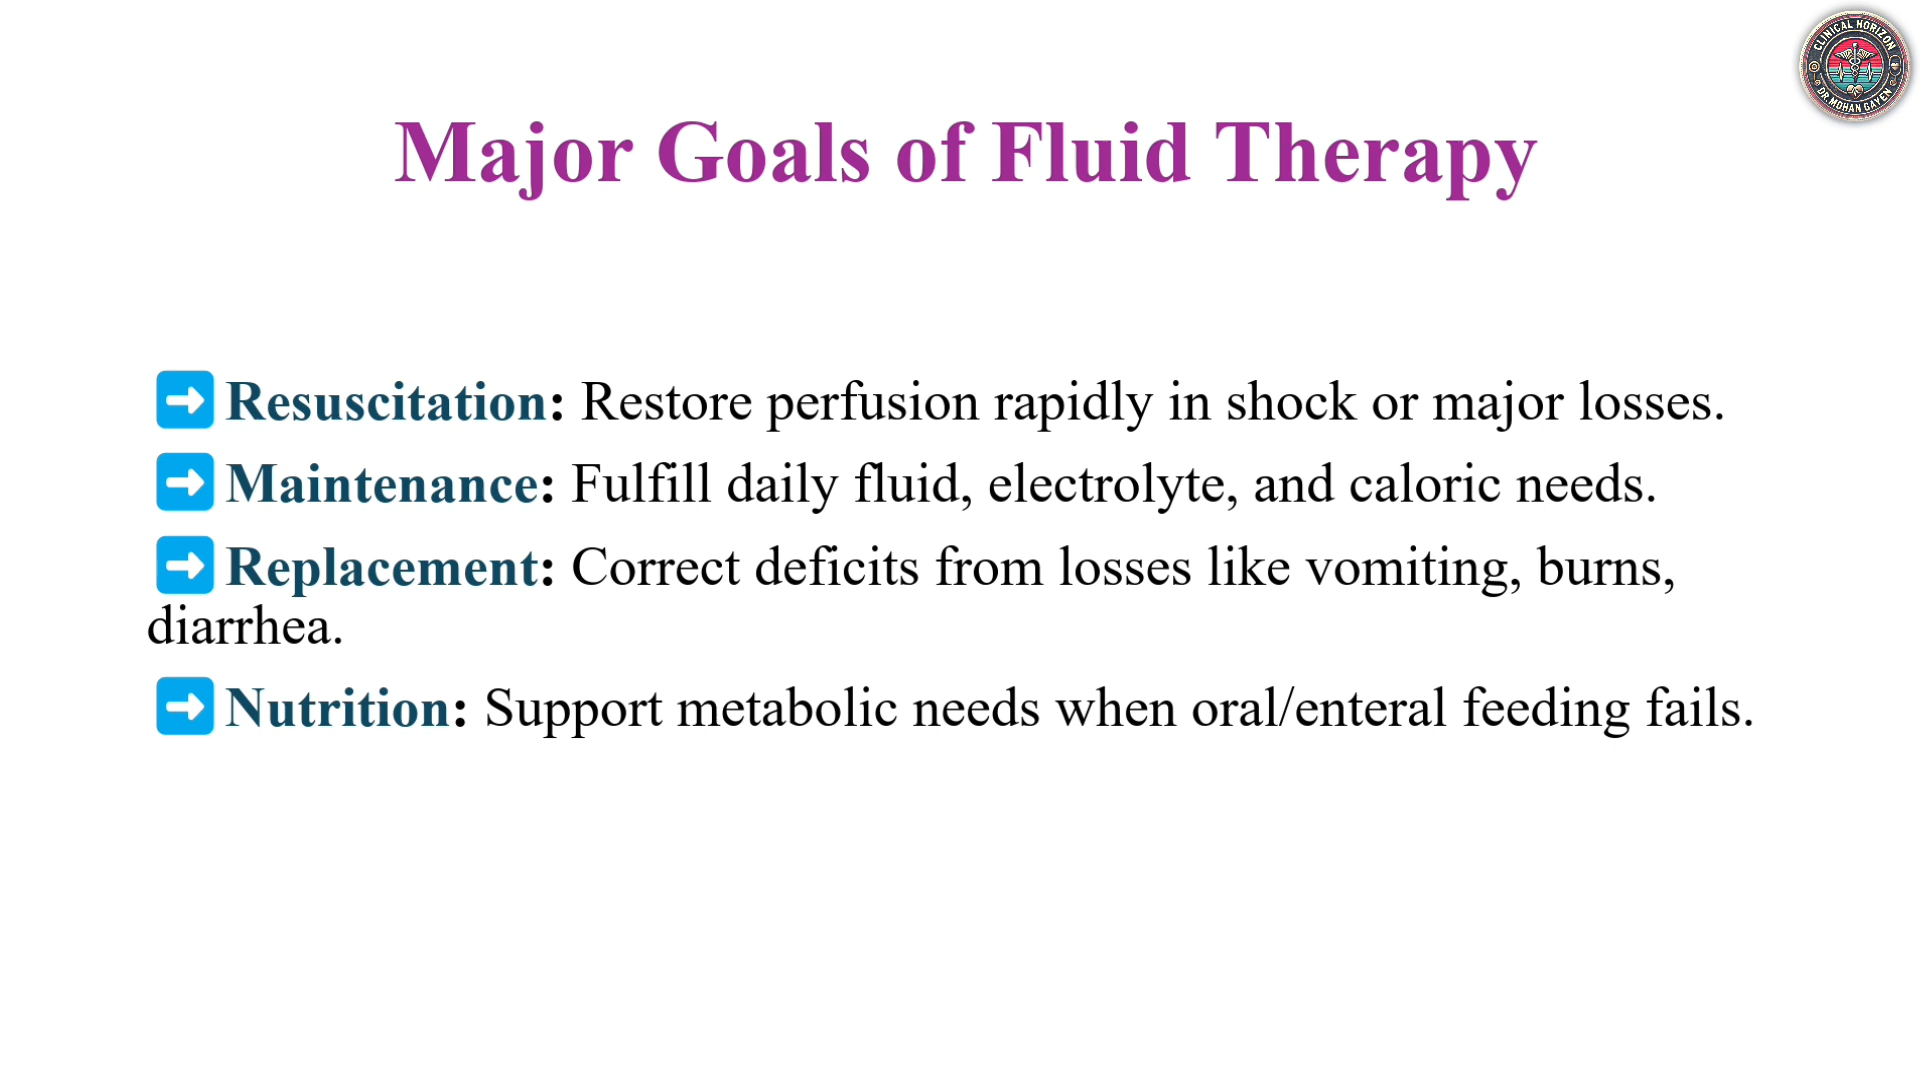 CLINICAL HORIZON
DR MOHAN GAYEN
Major Goals of Fluid Therapy
➡️ Resuscitation: Restore perfusion rapidly in shock or major losses.
➡️ Maintenance: Fulfill daily fluid, electrolyte, and caloric needs.
➡️ Replacement: Correct deficits from losses like vomiting, burns,
diarrhea.
➡️ Nutrition: Support metabolic needs when oral/enteral feeding fails.